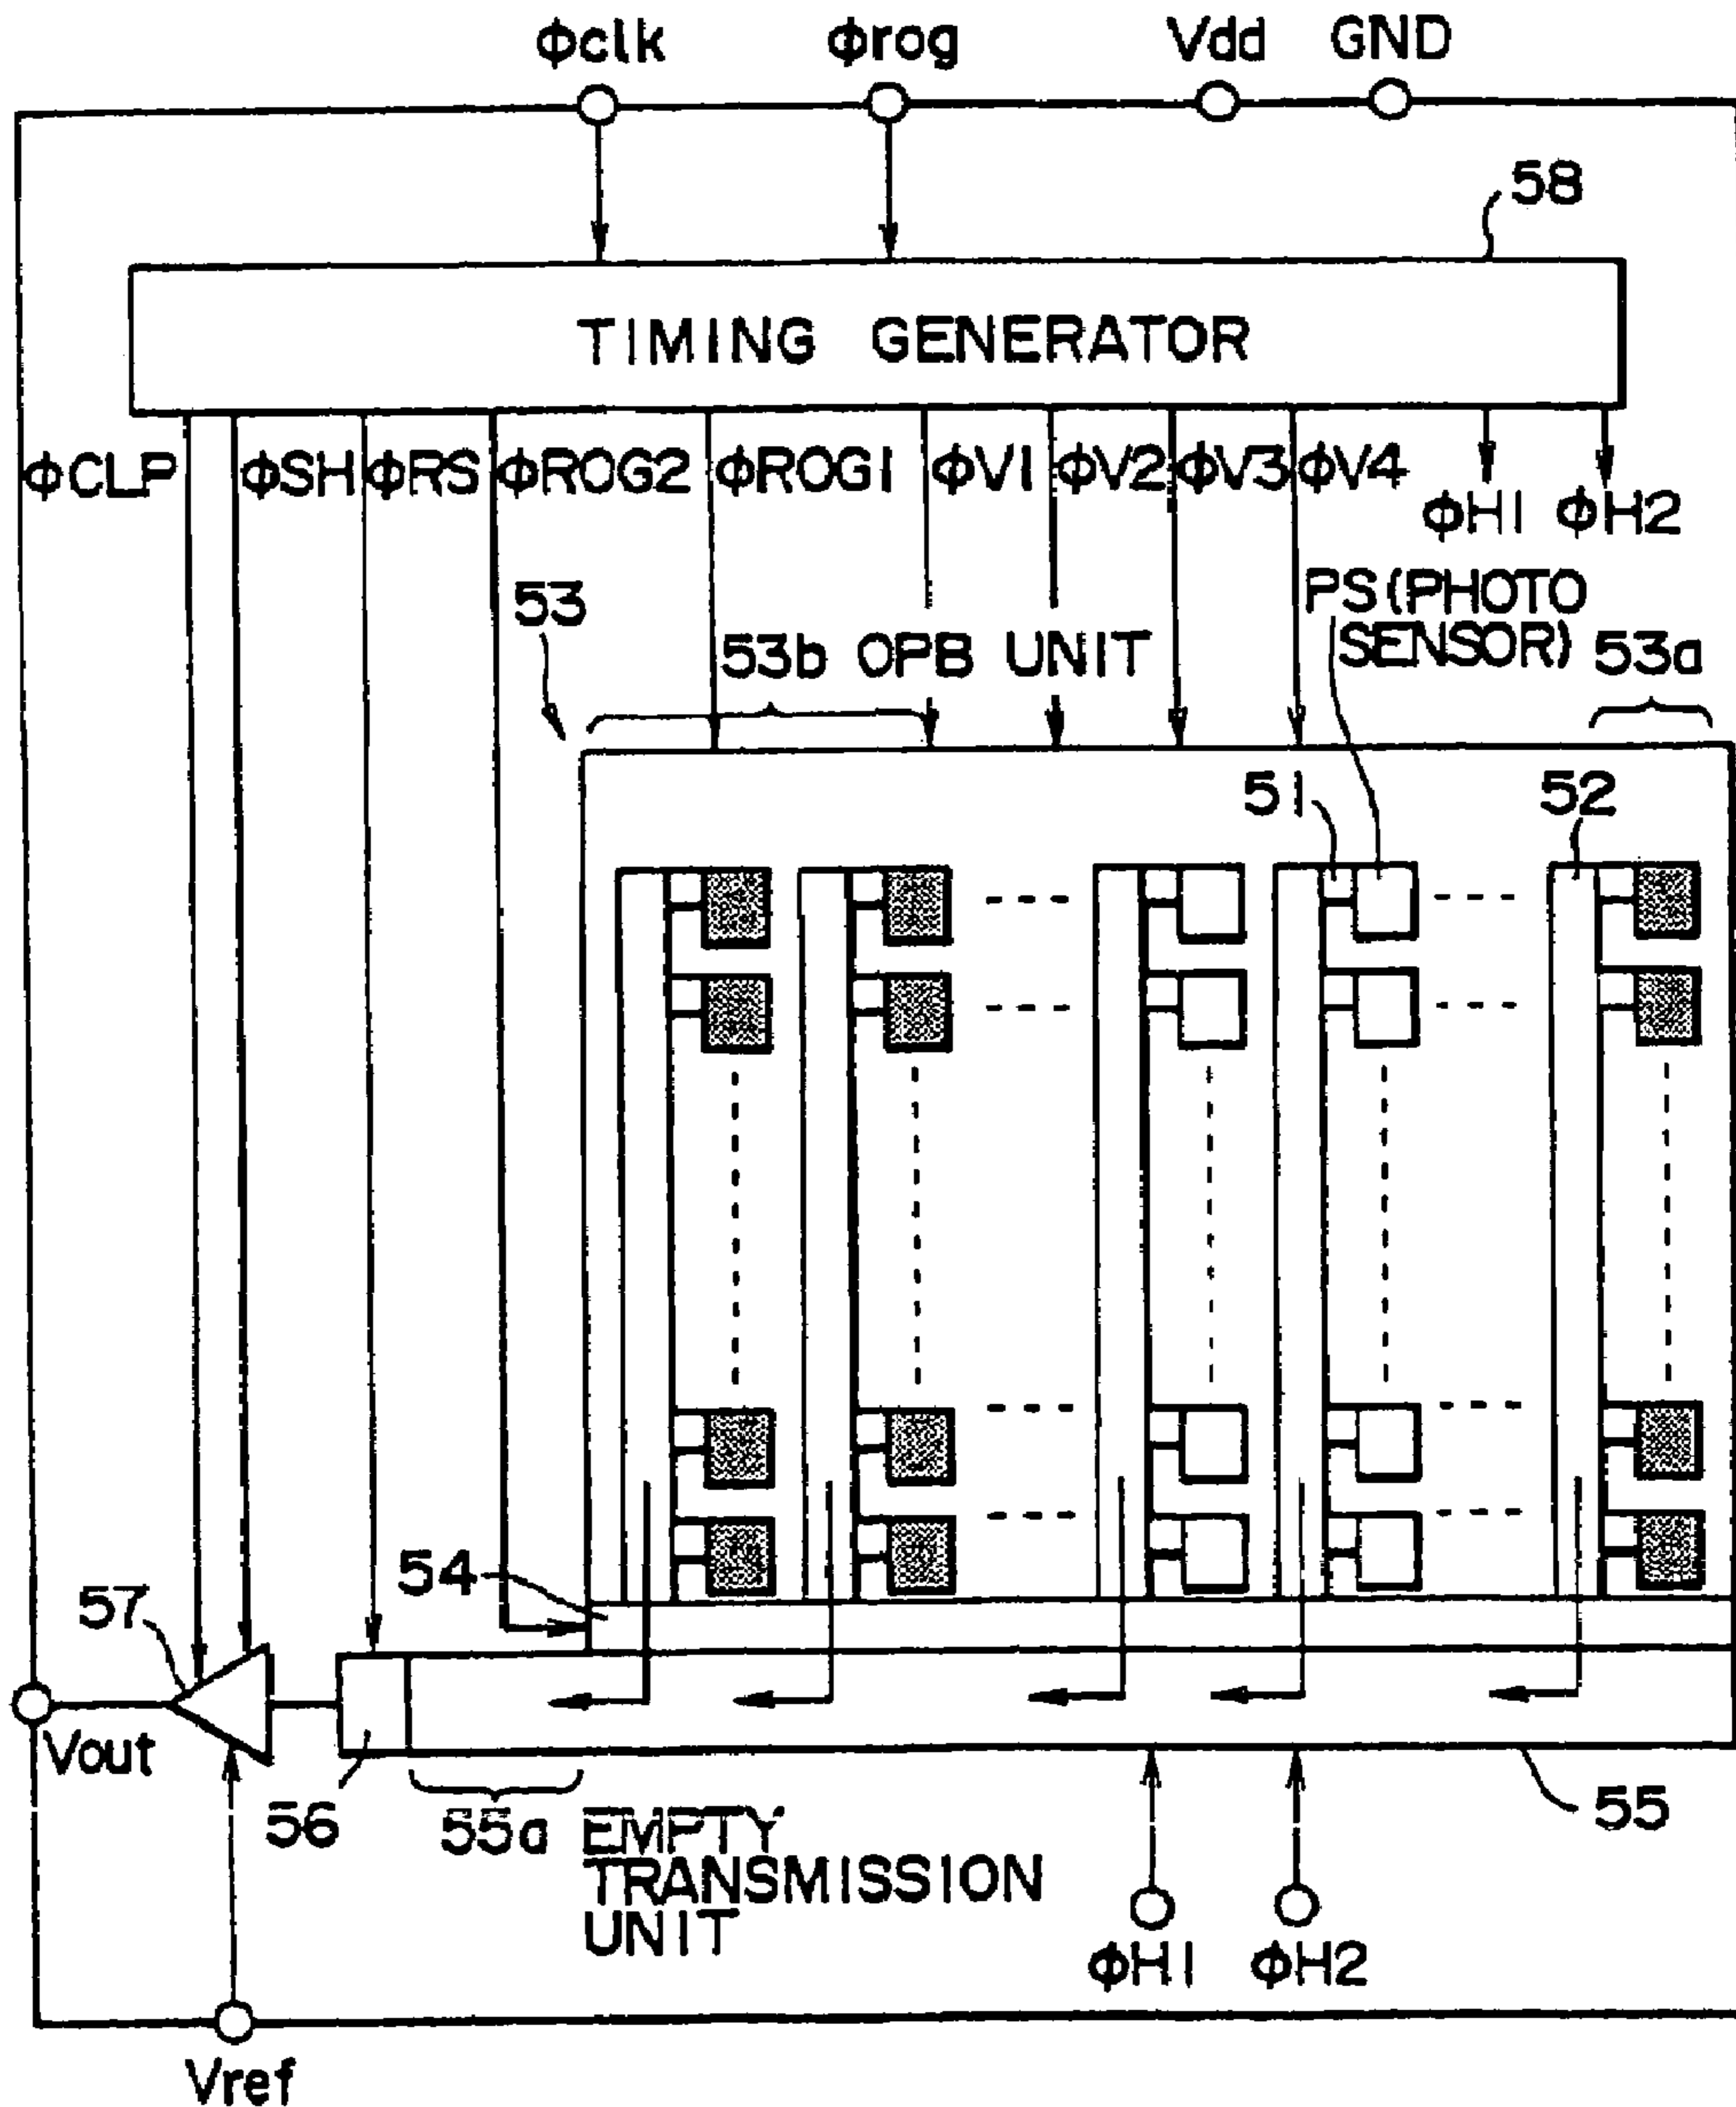 Φclk Φrog Vdd GND
58
TIMING GENERATOR
ΦCLP ΦSH ΦRS ΦROG2 ΦROG1 ΦV1 ΦV2 ΦV3 ΦV4
ΦH1 ΦH2
53
PS(PHOTO
SENSOR)
53b OPB UNIT
53a
51
52
54
57
Vout
56
55a EMPTY
TRANSMISSION
UNIT
55
ΦH1 ΦH2
Vref